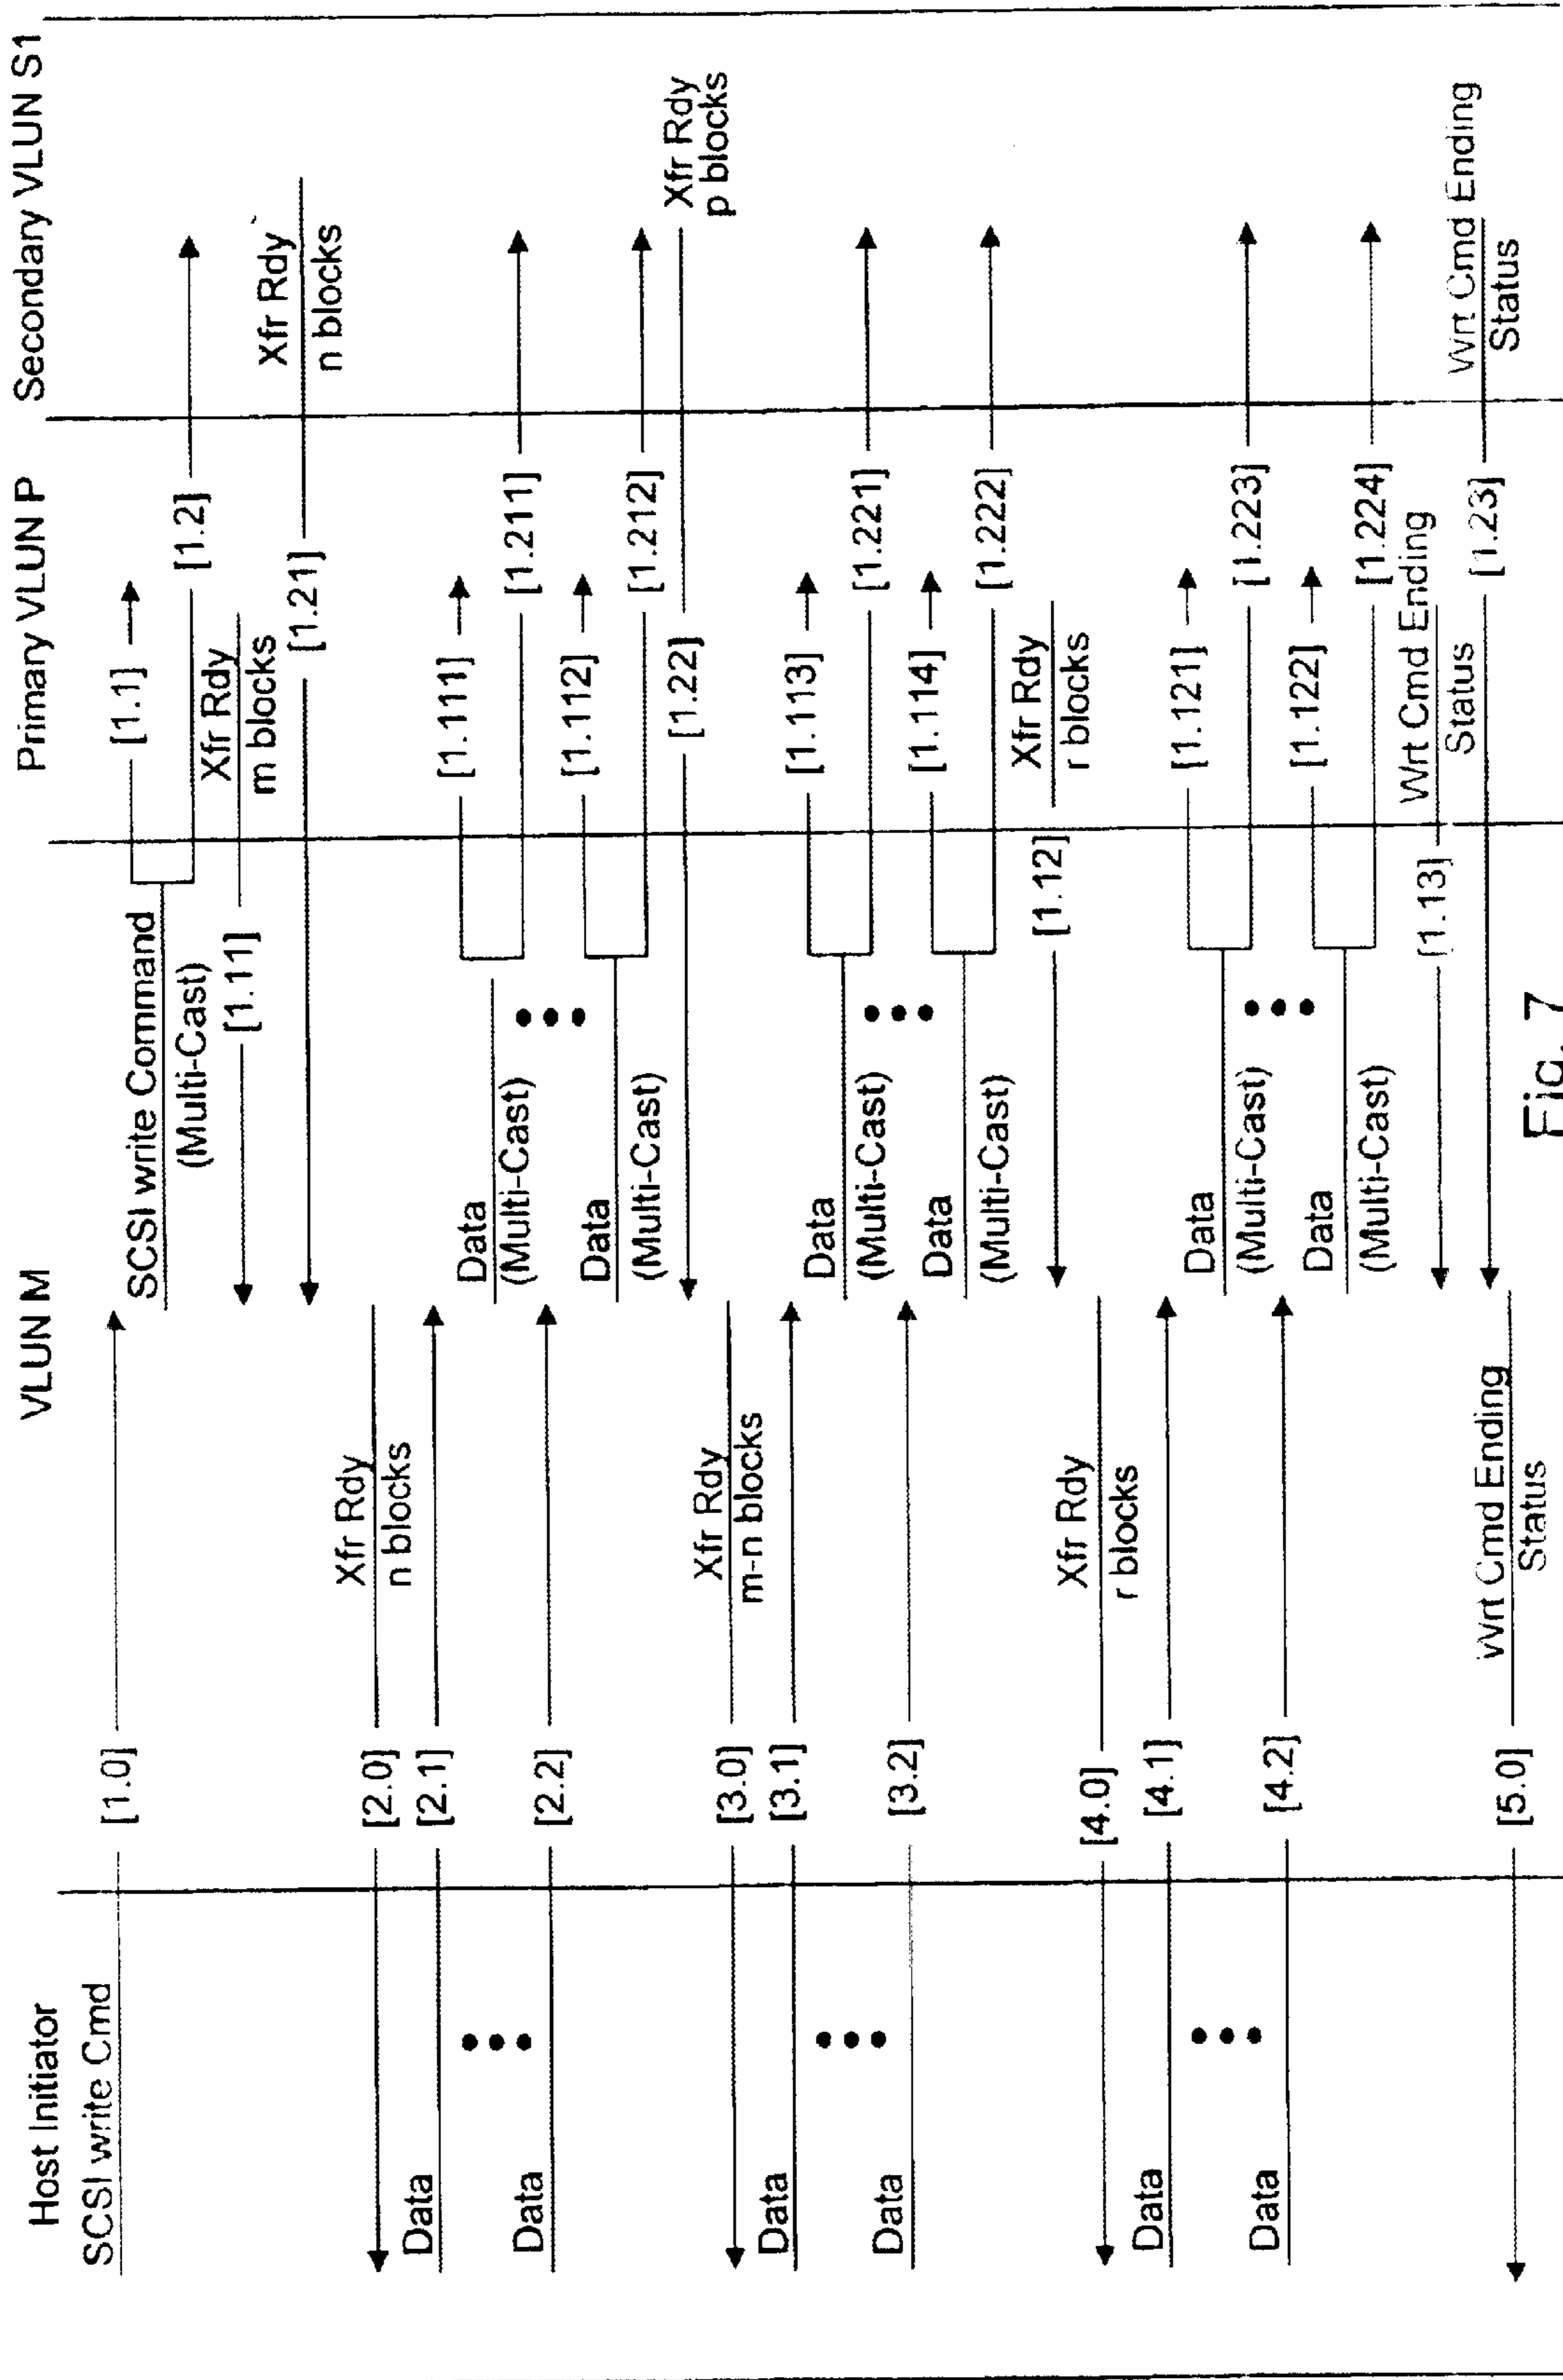 Host Initiator
VLUN M
Primary VLUN P
Secondary VLUN S1
SCSI write Cmd
[1.0]
SCSI write Command
(Multi-Cast)
[1.1]
[1.2]
[1.11]
Xfr Rdy
m blocks
[1.21]
Xfr Rdy
n blocks
[2.0]
Xfr Rdy
n blocks
Data
[2.1]
Data
(Multi-Cast)
[1.111]
[1.211]
Data
[2.2]
Data
(Multi-Cast)
[1.112]
[1.212]
[1.22]
Xfr Rdy
p blocks
[3.0]
Xfr Rdy
m-n blocks
Data
[3.1]
Data
(Multi-Cast)
[1.113]
[1.221]
Data
[3.2]
Data
(Multi-Cast)
[1.114]
[1.222]
[1.12]
Xfr Rdy
r blocks
[4.0]
Xfr Rdy
r blocks
Data
[4.1]
Data
(Multi-Cast)
[1.121]
[1.223]
Data
[4.2]
Data
(Multi-Cast)
[1.122]
[1.224]
[1.13]
Wrt Cmd Ending
Status
[1.23]
Wrt Cmd Ending
Status
[5.0]
Wrt Cmd Ending
Status
Fig. 7